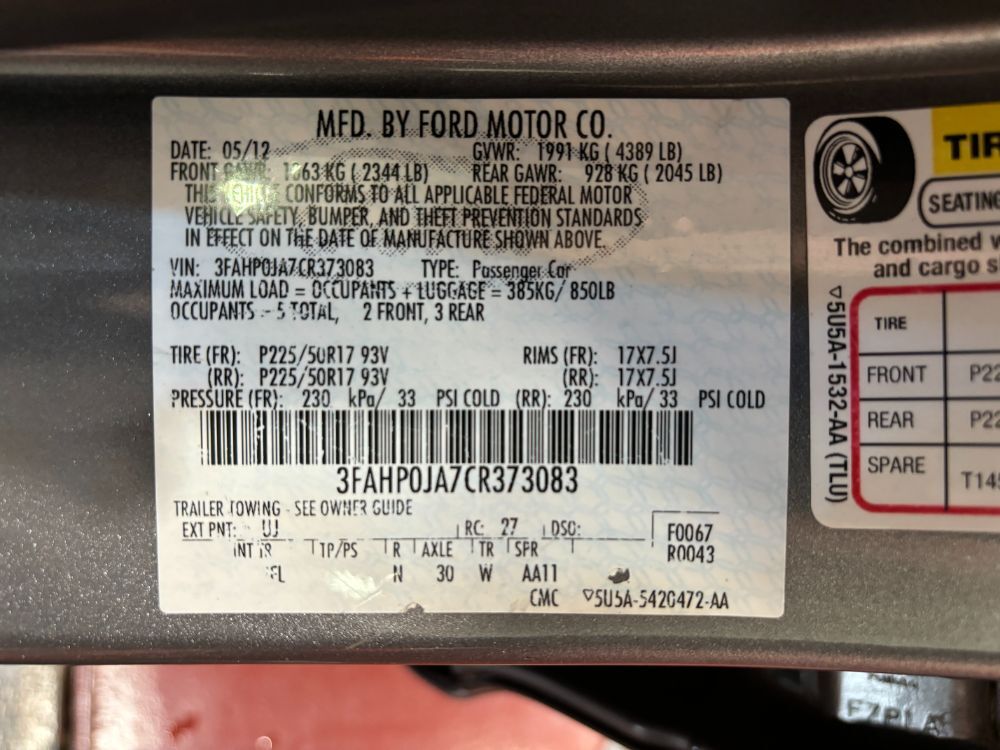 MFD. BY FORD MOTOR CO.
DATE: 05/12 GVWR: 1991 KG ( 4389 LB)
FRONT GAWR: 1063 KG ( 2344 LB) REAR GAWR: 928 KG ( 2045 LB)
THIS VEHICLE CONFORMS TO ALL APPLICABLE FEDERAL MOTOR
VEHICLE SAFETY, BUMPER, AND THEFT PREVENTION STANDARDS
IN EFFECT ON THE DATE OF MANUFACTURE SHOWN ABOVE
VIN: 3FAHP0JA7CR373083 TYPE: Passenger Car
MAXIMUM LOAD = OCCUPANTS + LUGGAGE = 385KG/ 850LB
OCCUPANTS :- 5 TOTAL, 2 FRONT, 3 REAR
TIRE (FR): P225/50R17 93V RIMS (FR): 17X7.5J
(RR): P225/50R17 93V (RR): 17X7.5J
PRESSURE (FR): 230 kPa/ 33 PSI COLD (RR): 230 kPa/ 33 PSI COLD
3FAHP0JA7CR373083
TRAILER TOWING - SEE OWNER GUIDE
EXT PNT: UJ RC: 27 DSO: F0067
INT TR TP/PS R AXLE TR SPR R0043
N 30 W AA11
CMC ▽5U5A-5420472-AA
TIR
SEATING
The combined w
and cargo s
TIRE
FRONT P22
REAR P22
SPARE T145
▽5U5A-1532-AA (TLU)